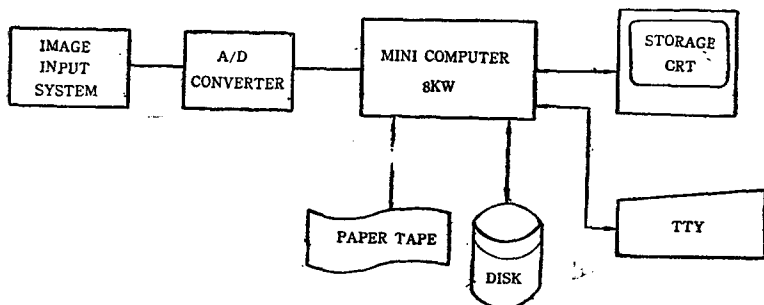 IMAGE
INPUT
SYSTEM
A/D
CONVERTER
MINI COMPUTER
8KW
STORAGE
CRT
PAPER TAPE
DISK
TTY